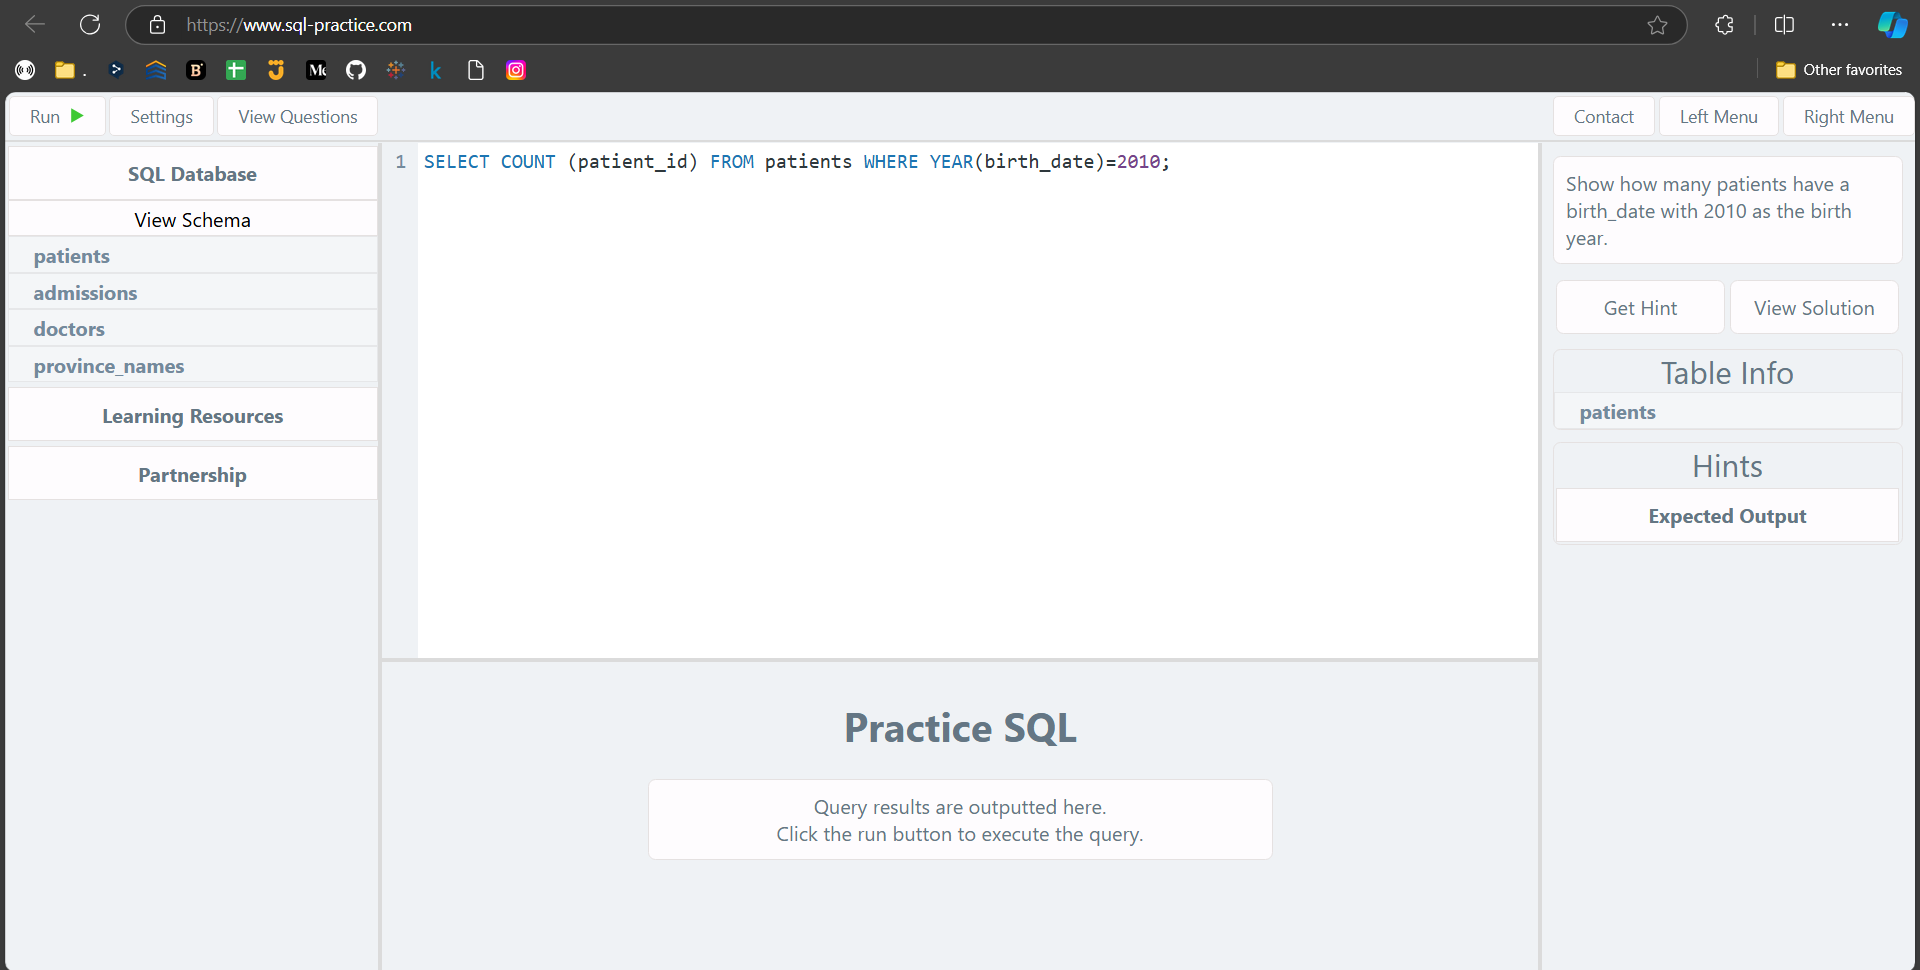 https://www.sql-practice.com
.
Other favorites
Run
Settings
View Questions
Contact
Left Menu
Right Menu
SQL Database
View Schema
patients
admissions
doctors
province_names
Learning Resources
Partnership
1 SELECT COUNT (patient_id) FROM patients WHERE YEAR(birth_date)=2010;
Practice SQL
Query results are outputted here.
Click the run button to execute the query.
Show how many patients have a
birth_date with 2010 as the birth
year.
Get Hint
View Solution
Table Info
patients
Hints
Expected Output